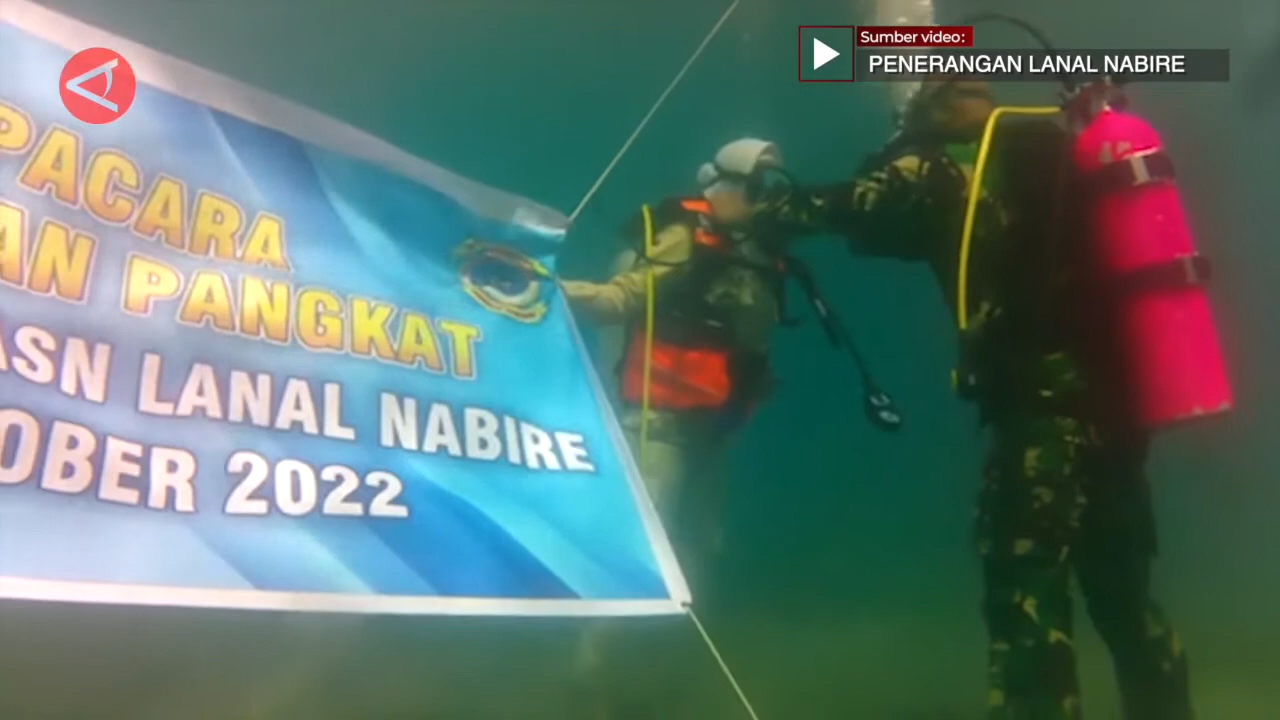 Sumber video:
PENERANGAN LANAL NABIRE
PACARA
AN PANGKAT
ASN LANAL NABIRE
OBER 2022